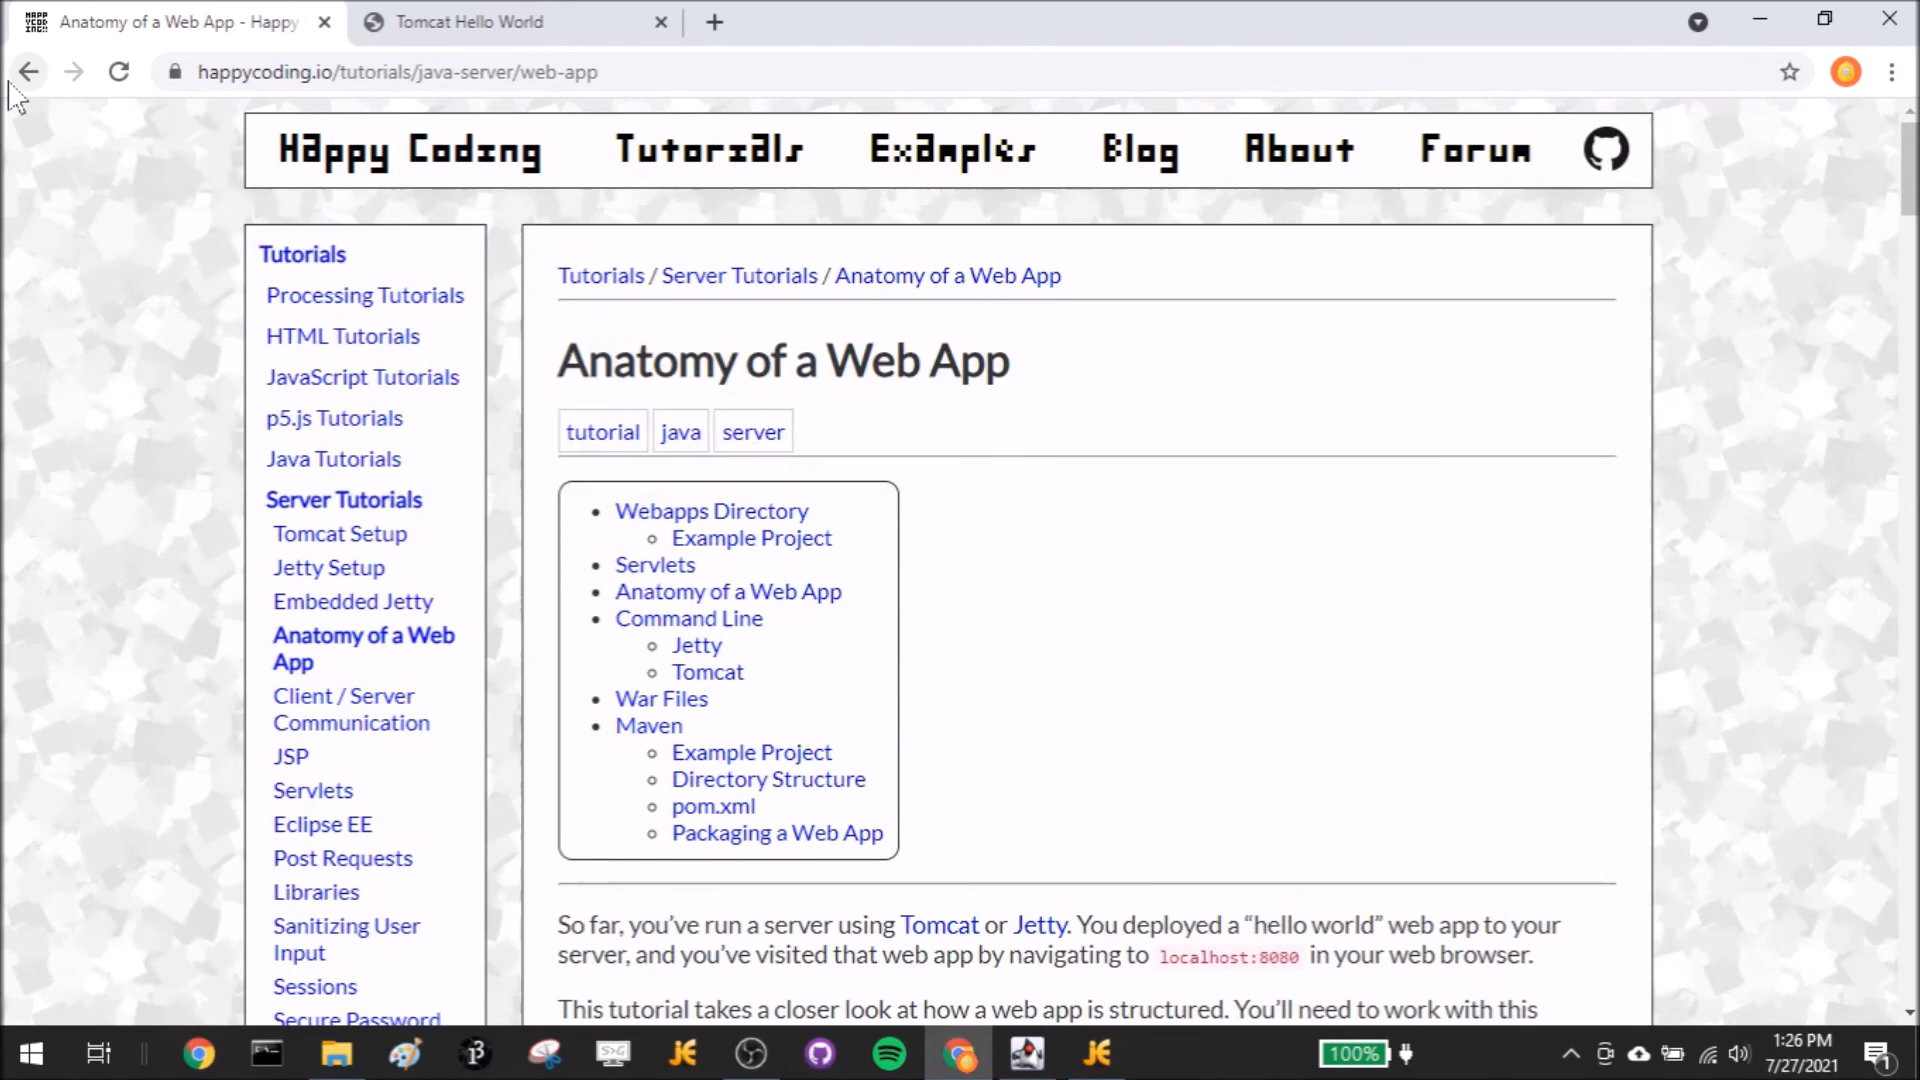 Anatomy of a Web App - Happy
Tomcat Hello World
happycoding.io/tutorials/java-server/web-app
Happy Coding Tutorials Examples Blog About Forum
Tutorials
Processing Tutorials
HTML Tutorials
JavaScript Tutorials
p5.js Tutorials
Java Tutorials
Server Tutorials
Tomcat Setup
Jetty Setup
Embedded Jetty
Anatomy of a Web
App
Client / Server
Communication
JSP
Servlets
Eclipse EE
Post Requests
Libraries
Sanitizing User
Input
Sessions
Secure Password
Tutorials / Server Tutorials / Anatomy of a Web App
Anatomy of a Web App
tutorial java server
Webapps Directory
Example Project
Servlets
Anatomy of a Web App
Command Line
Jetty
Tomcat
War Files
Maven
Example Project
Directory Structure
pom.xml
Packaging a Web App
So far, you’ve run a server using Tomcat or Jetty. You deployed a “hello world” web app to your
server, and you’ve visited that web app by navigating to localhost:8080 in your web browser.
This tutorial takes a closer look at how a web app is structured. You’ll need to work with this
100%
1:26 PM
7/27/2021
1